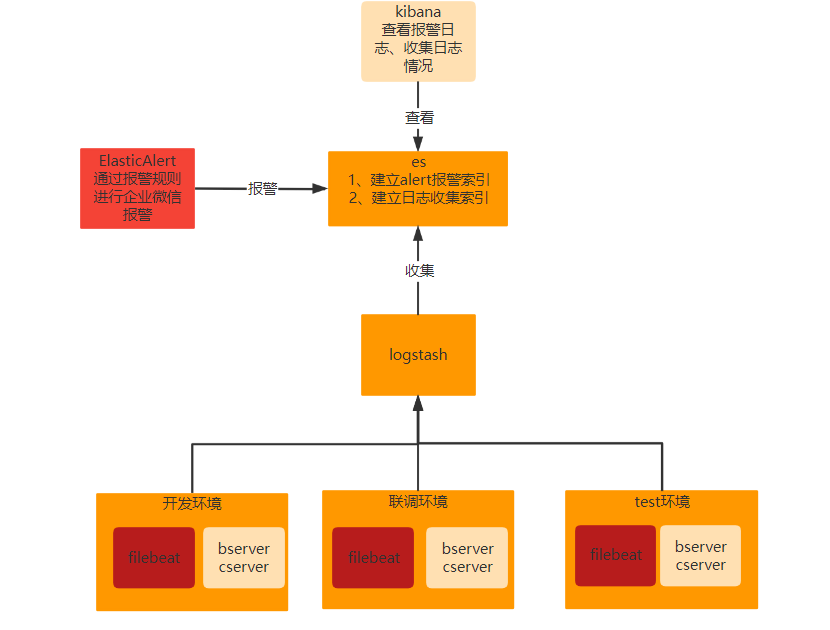 kibana
查看报警日
志、收集日志
情况
查看
ElasticAlert
通过报警规则
进行企业微信
报警
报警
es
1、建立alert报警索引
2、建立日志收集索引
收集
logstash
开发环境
filebeat
bserver
cserver
联调环境
filebeat
bserver
cserver
test环境
filebeat
bserver
cserver